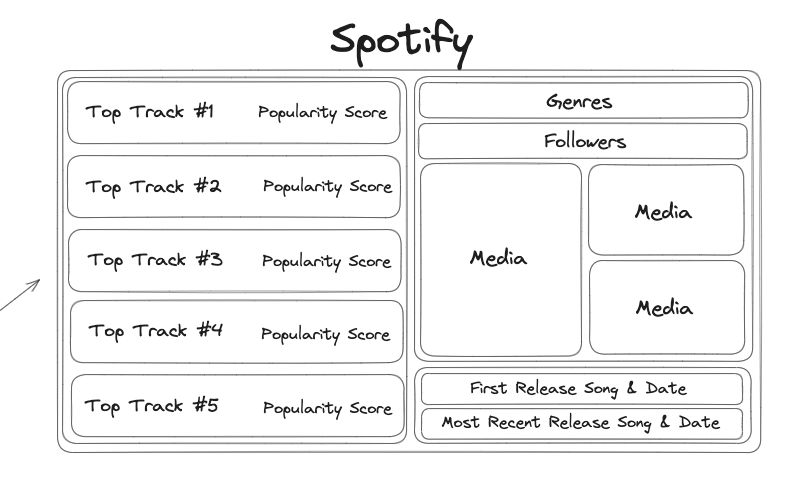 Spotify
Top Track #1 Popularity Score
Top Track #2 Popularity Score
Top Track #3 Popularity Score
Top Track #4 Popularity Score
Top Track #5 Popularity Score
Genres
Followers
Media
Media
Media
First Release Song & Date
Most Recent Release Song & Date